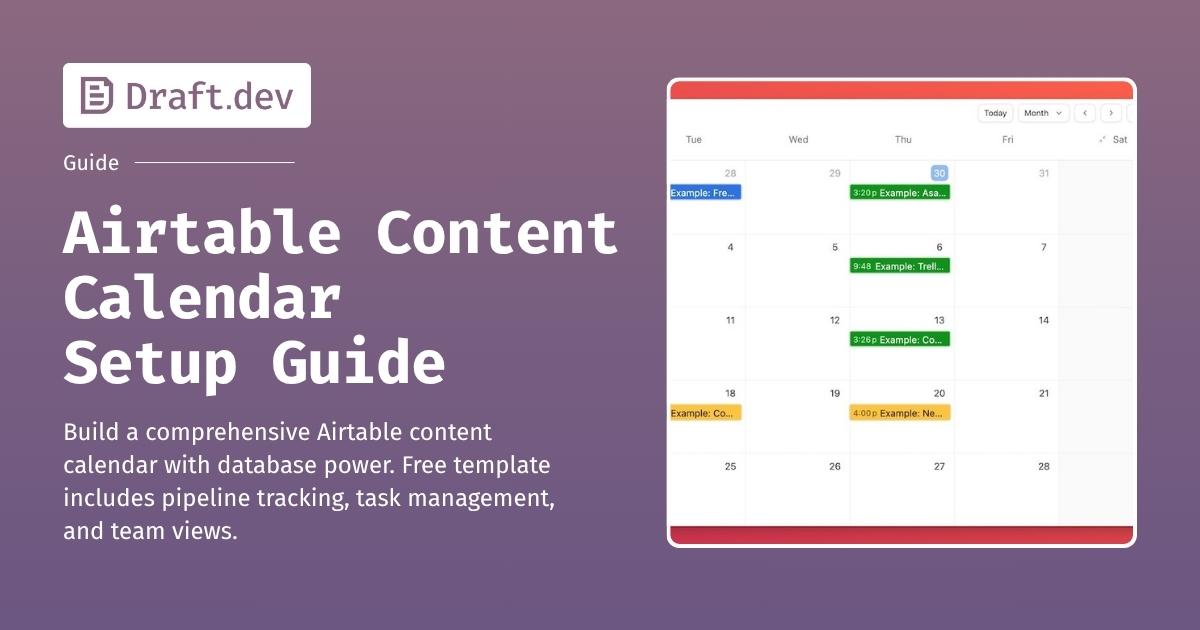 Draft.dev
Guide
Airtable Content
Calendar
Setup Guide
Build a comprehensive Airtable content
calendar with database power. Free template
includes pipeline tracking, task management,
and team views.
Today Month
Tue Wed Thu Fri Sat
28 29 30 31
Example: Fre... 3:20p Example: Asa...
4 5 6 7
9:48 Example: Trell...
11 12 13 14
3:26p Example: Co...
18 19 20 21
Example: Co... 4:00p Example: Ne...
25 26 27 28